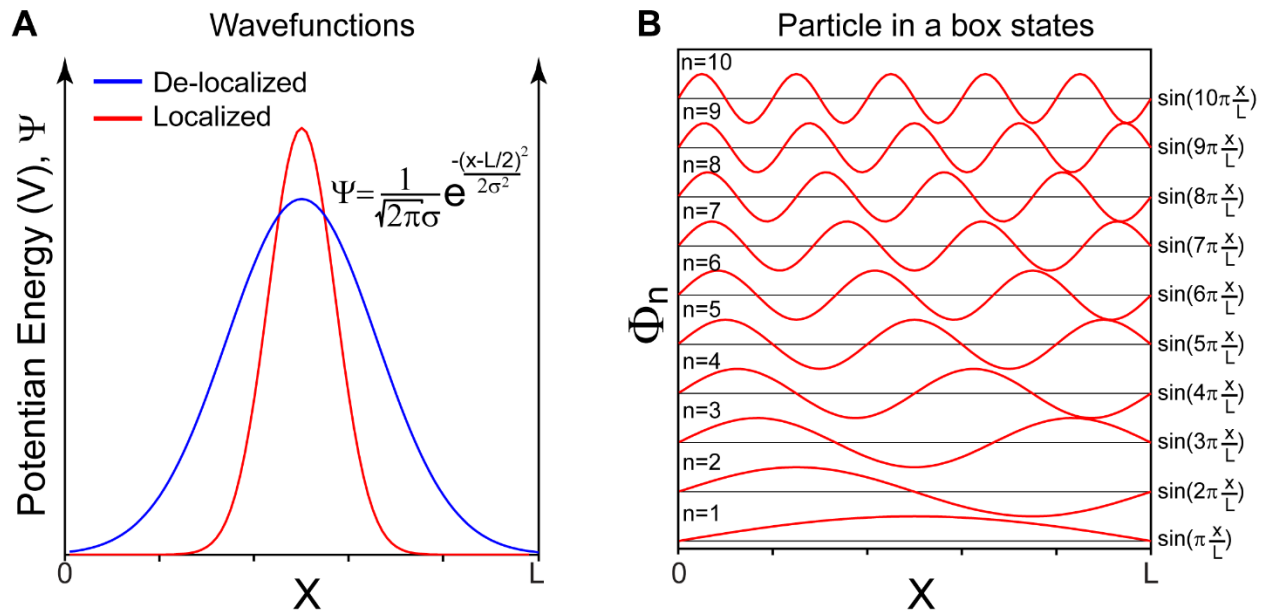 A
Wavefunctions
De-localized
Localized
Ψ=1/√2πσ e^-(x-L/2)²/2σ²
Potentian Energy (V), Ψ
0
L
X
B
Particle in a box states
n=10
sin(10π x/L)
n=9
sin(9π x/L)
n=8
sin(8π x/L)
n=7
sin(7π x/L)
n=6
sin(6π x/L)
n=5
sin(5π x/L)
n=4
sin(4π x/L)
n=3
sin(3π x/L)
n=2
sin(2π x/L)
n=1
sin(π x/L)
Φn
0
L
X